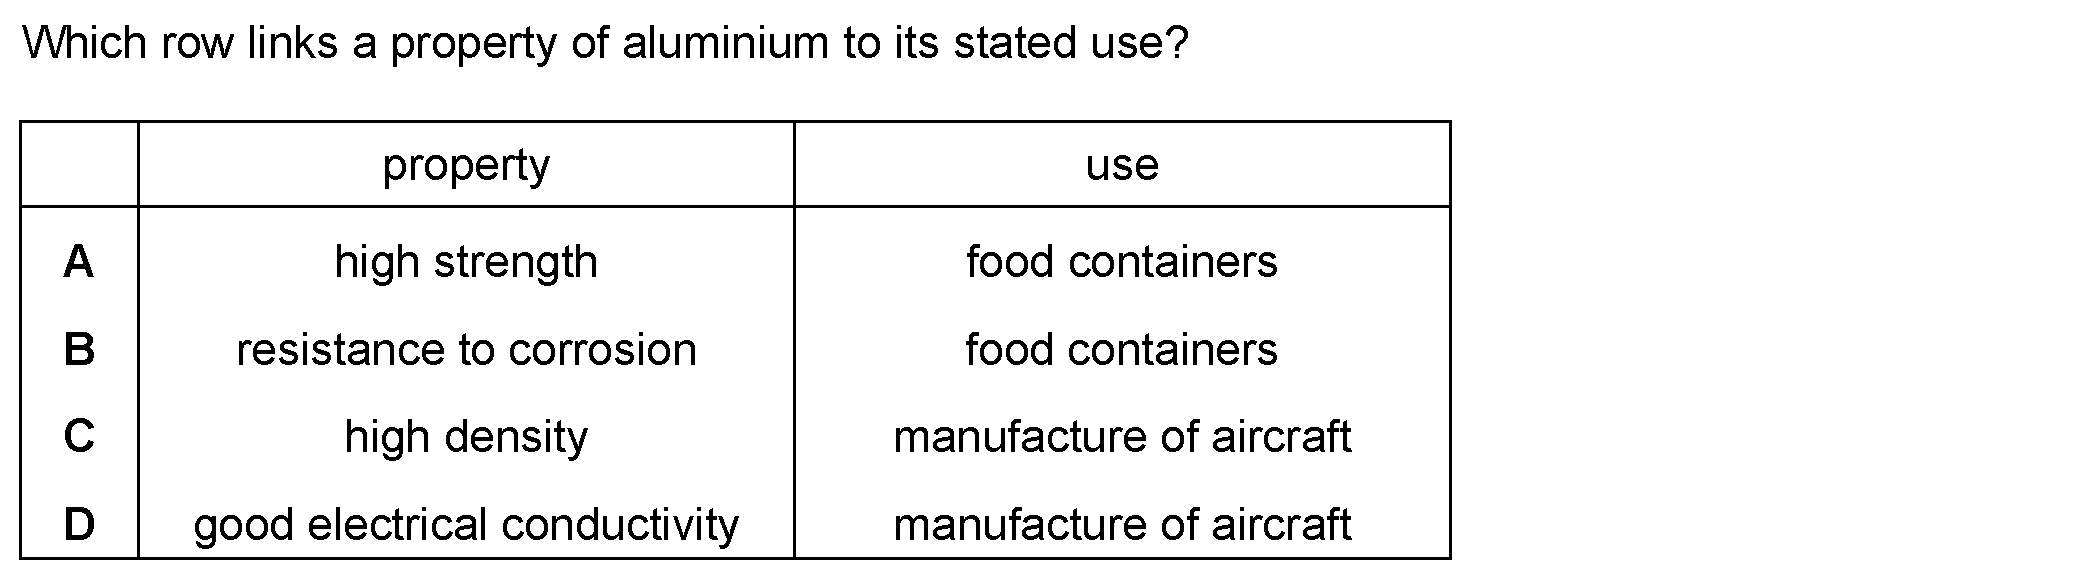 Which row links a property of aluminium to its stated use?
property use
A high strength food containers
B resistance to corrosion food containers
C high density manufacture of aircraft
D good electrical conductivity manufacture of aircraft